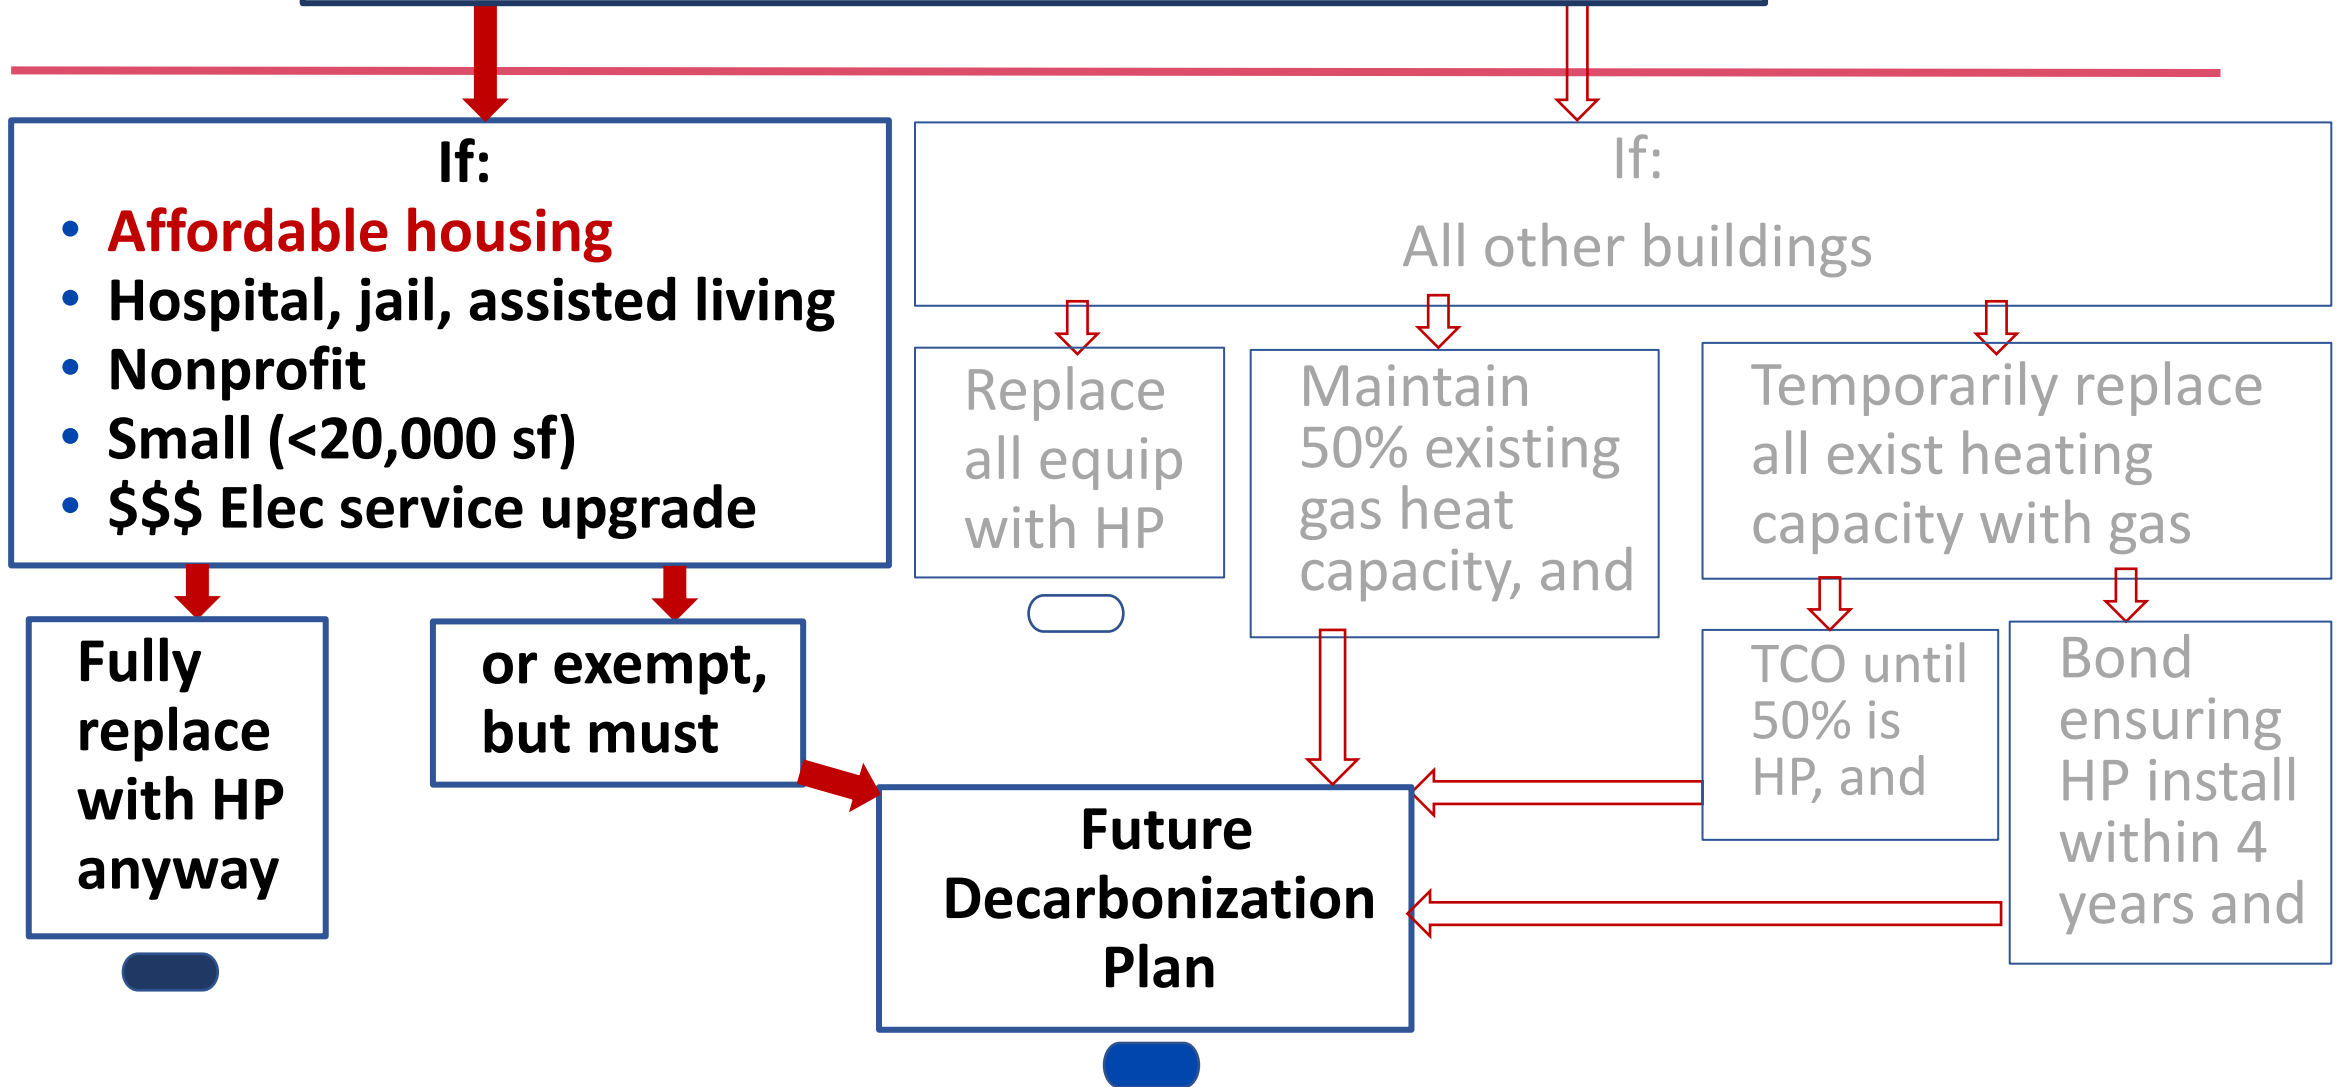 If:
• Affordable housing
• Hospital, jail, assisted living
• Nonprofit
• Small (<20,000 sf)
• $$$ Elec service upgrade
Fully
replace
with HP
anyway
or exempt,
but must
If:
All other buildings
Replace
all equip
with HP
Maintain
50% existing
gas heat
capacity, and
Temporarily replace
all exist heating
capacity with gas
TCO until
50% is
HP, and
Bond
ensuring
HP install
within 4
years and
Future
Decarbonization
Plan